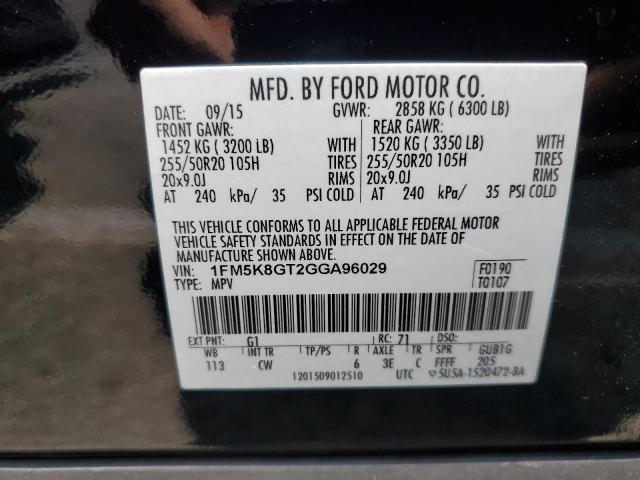 MFD. BY FORD MOTOR CO.
DATE: 09/15 GVWR: 2858 KG ( 6300 LB)
FRONT GAWR: REAR GAWR:
1452 KG ( 3200 LB) WITH 1520 KG ( 3350 LB) WITH
255/50R20 105H TIRES 255/50R20 105H TIRES
20x9.0J RIMS 20x9.0J RIMS
AT 240 kPa/ 35 PSI COLD AT 240 kPa/ 35 PSI COLD
THIS VEHICLE CONFORMS TO ALL APPLICABLE FEDERAL MOTOR
VEHICLE SAFETY STANDARDS IN EFFECT ON THE DATE OF
MANUFACTURE SHOWN ABOVE.
VIN: 1FM5K8GT2GGA96029 F0190
TYPE: MPV T0107
EXT PNT: G1 RC: 71 DSO:
WB INT TR TP/PS R AXLE TR SPR GUB1G
113 CW 6 3E C FFFF 205
1201509012510 UTC ▽5U5A-1520472-BA